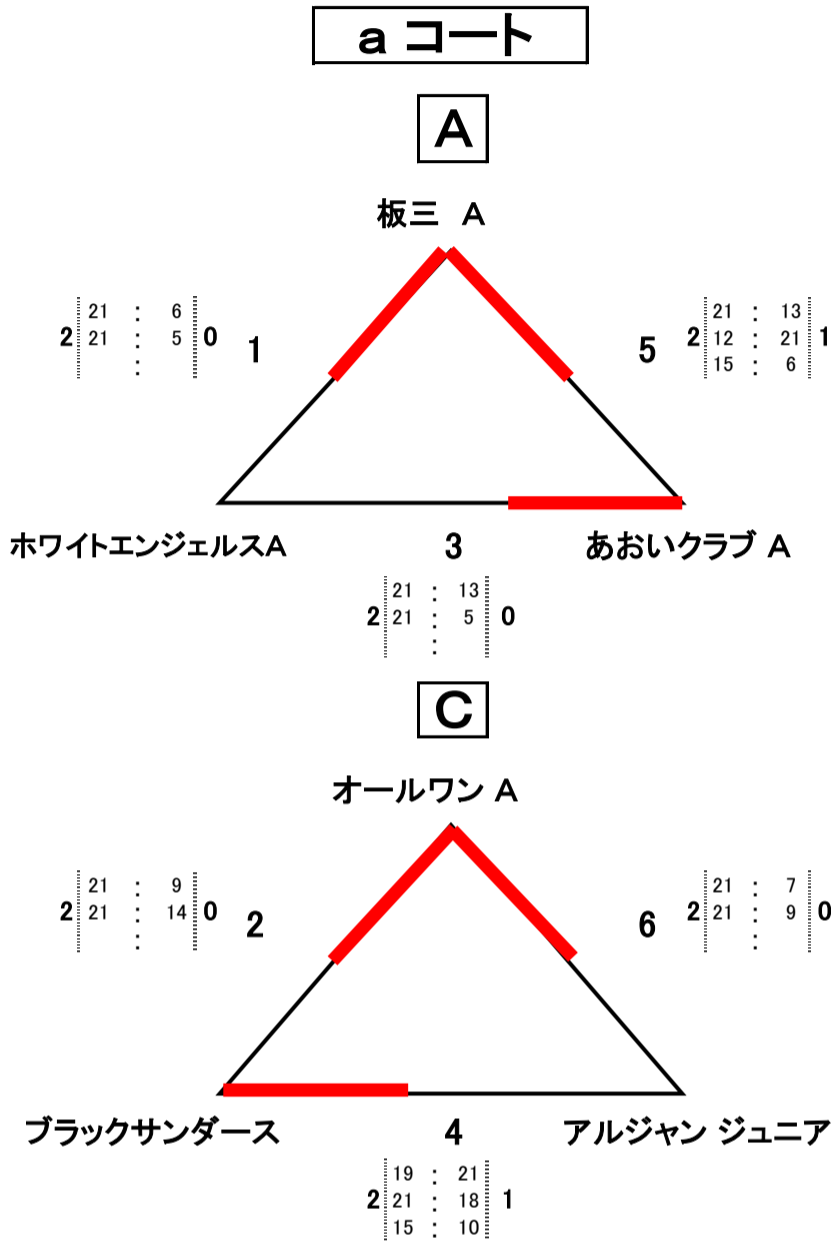 a コート
A
板三 A
21 : 6
2 21 : 5 0
:
1
5
21 : 13
2 12 : 21 1
15 : 6
ホワイトエンジェルスA
3
あおいクラブ A
21 : 13
2 21 : 5 0
:
C
オールワン A
21 : 9
2 21 : 14 0
:
2
6
21 : 7
2 21 : 9 0
:
ブラックサンダース
4
アルジャン ジュニア
19 : 21
2 21 : 18 1
15 : 10